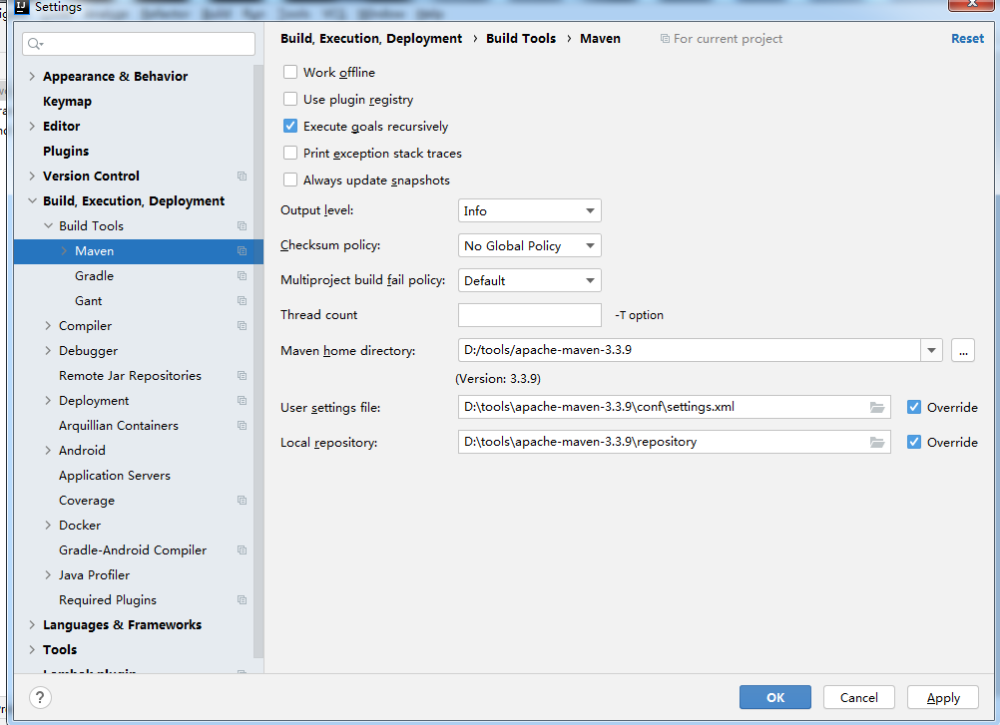 Settings
Build, Execution, Deployment › Build Tools › Maven
For current project
Reset
Appearance & Behavior
Keymap
Editor
Plugins
Version Control
Build, Execution, Deployment
Build Tools
Maven
Gradle
Gant
Compiler
Debugger
Remote Jar Repositories
Deployment
Arquillian Containers
Android
Application Servers
Coverage
Docker
Gradle-Android Compiler
Java Profiler
Required Plugins
Languages & Frameworks
Tools
Lombok plugin
Work offline
Use plugin registry
Execute goals recursively
Print exception stack traces
Always update snapshots
Output level: Info
Checksum policy: No Global Policy
Multiproject build fail policy: Default
Thread count -T option
Maven home directory: D:/tools/apache-maven-3.3.9 ...
(Version: 3.3.9)
User settings file: D:\tools\apache-maven-3.3.9\conf\settings.xml Override
Local repository: D:\tools\apache-maven-3.3.9\repository Override
? OK Cancel Apply